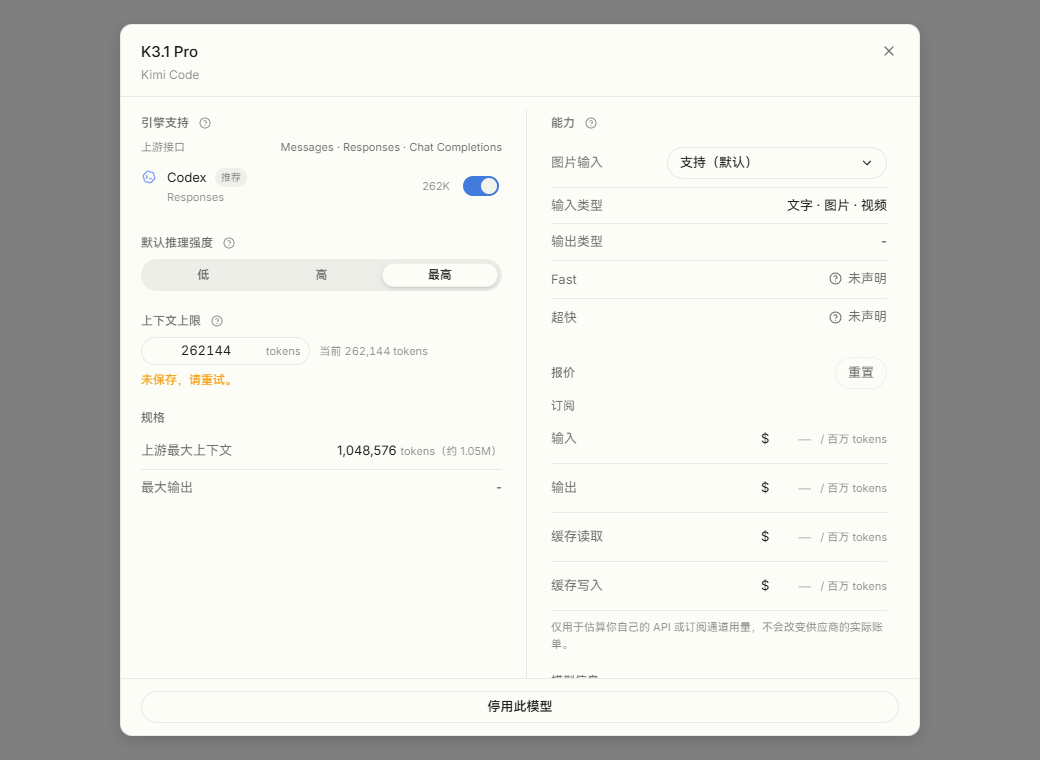 K3.1 Pro
Kimi Code
引擎支持
上游接口 Messages · Responses · Chat Completions
Codex 推荐 262K
Responses
默认推理强度
低 高 最高
上下文上限
262144 tokens 当前 262,144 tokens
未保存，请重试。
规格
上游最大上下文 1,048,576 tokens（约 1.05M）
最大输出 -
能力
图片输入 支持（默认）
输入类型 文字 · 图片 · 视频
输出类型 -
Fast 未声明
超快 未声明
报价 重置
订阅
输入 $ — / 百万 tokens
输出 $ — / 百万 tokens
缓存读取 $ — / 百万 tokens
缓存写入 $ — / 百万 tokens
仅用于估算你自己的 API 或订阅通道用量，不会改变供应商的实际账
单。
模型信息
停用此模型